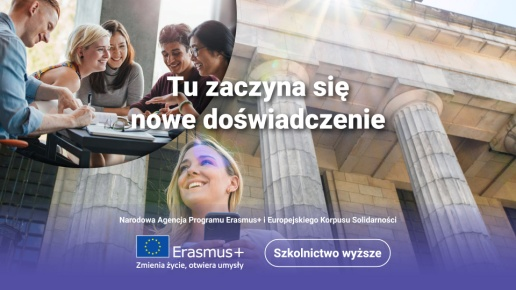 Tu zaczyna się
nowe doświadczenie
Narodowa Agencja Programu Erasmus+ i Europejskiego Korpusu Solidarności
Erasmus+
Zmienia życie, otwiera umysły
Szkolnictwo wyższe